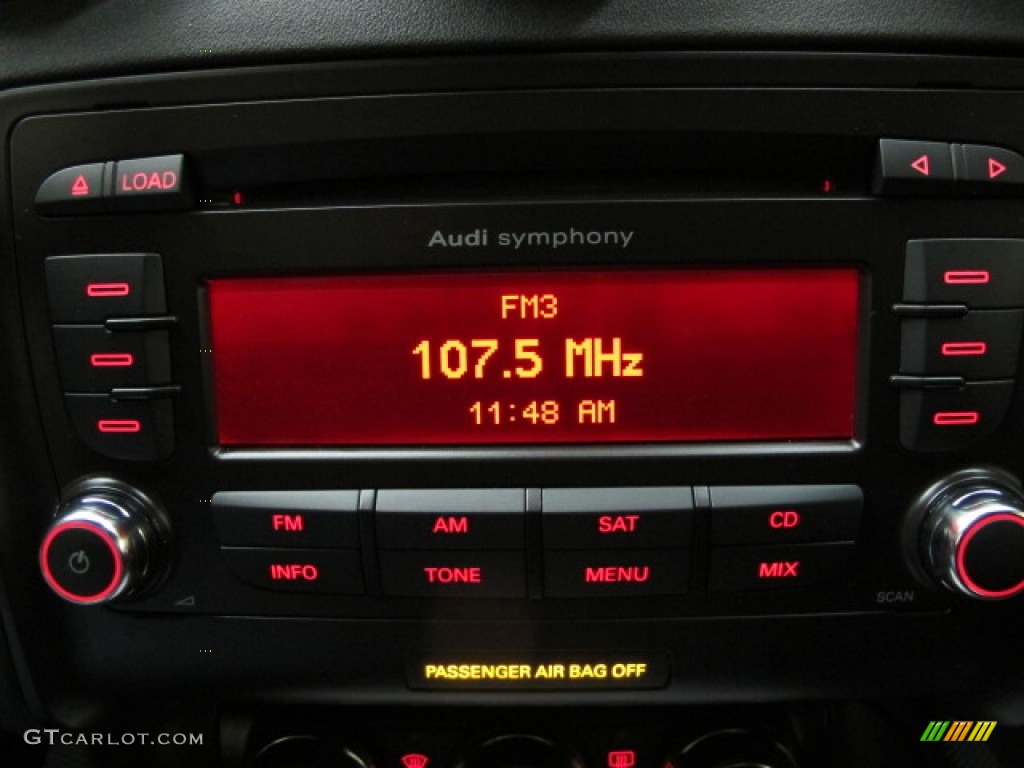 LOAD
Audi symphony
FM3
107.5 MHz
11:48 AM
FM AM SAT CD
INFO TONE MENU MIX
SCAN
PASSENGER AIR BAG OFF
GTCARLOT.COM